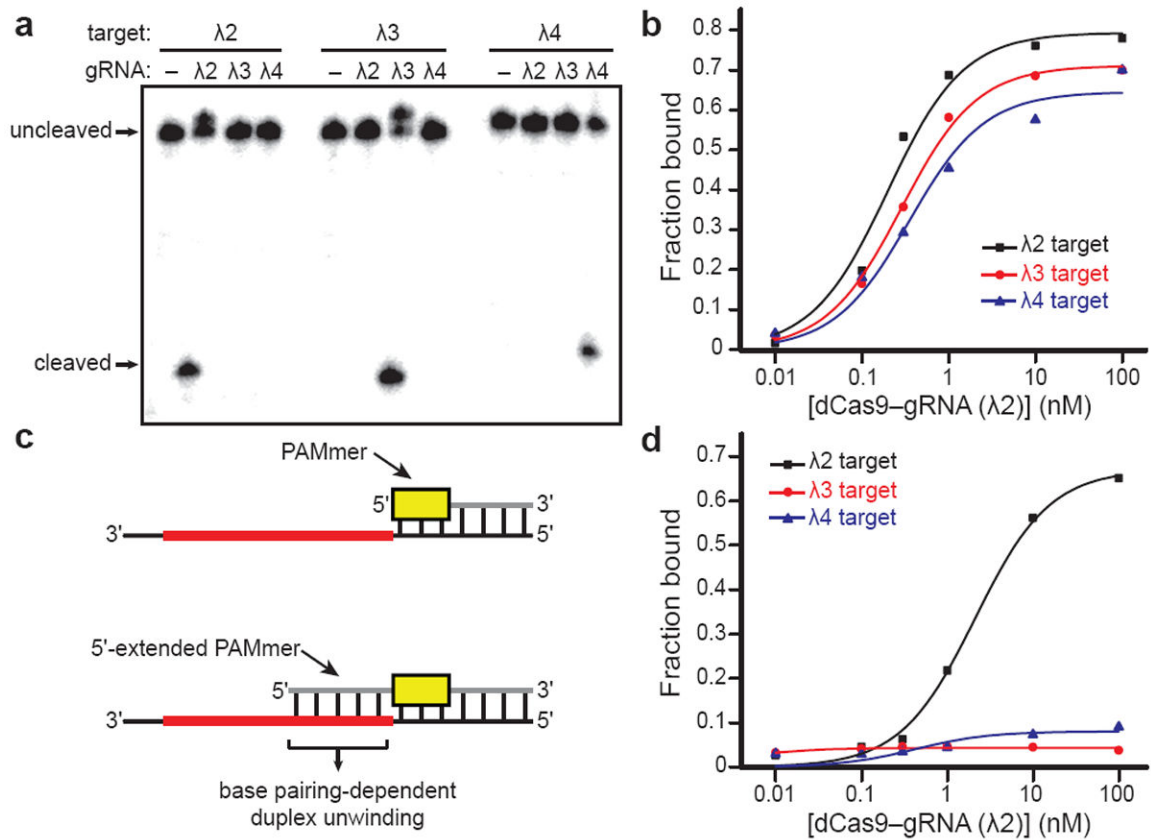 a
target: λ2 λ3 λ4
gRNA: – λ2 λ3 λ4 – λ2 λ3 λ4 – λ2 λ3 λ4
uncleaved
cleaved
b
Fraction bound
0.8
0.7
0.6
0.5
0.4
0.3
0.2
0.1
0
λ2 target
λ3 target
λ4 target
0.01 0.1 1 10 100
[dCas9–gRNA (λ2)] (nM)
c
PAMmer
5' 3'
3' 5'
5'-extended PAMmer
5' 3'
3' 5'
base pairing-dependent
duplex unwinding
d
Fraction bound
0.7
0.6
0.5
0.4
0.3
0.2
0.1
0
λ2 target
λ3 target
λ4 target
0.01 0.1 1 10 100
[dCas9–gRNA (λ2)] (nM)